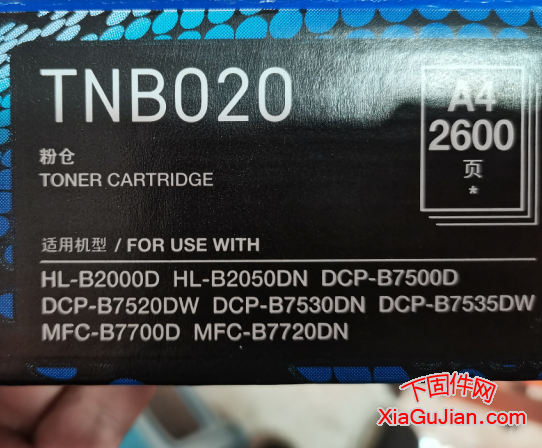 TNB020
A4
2600
页
*
粉仓
TONER CARTRIDGE
适用机型 / FOR USE WITH
HL-B2000D HL-B2050DN DCP-B7500D
DCP-B7520DW DCP-B7530DN DCP-B7535DW
MFC-B7700D MFC-B7720DN
下固件网
XiaGuJian.com